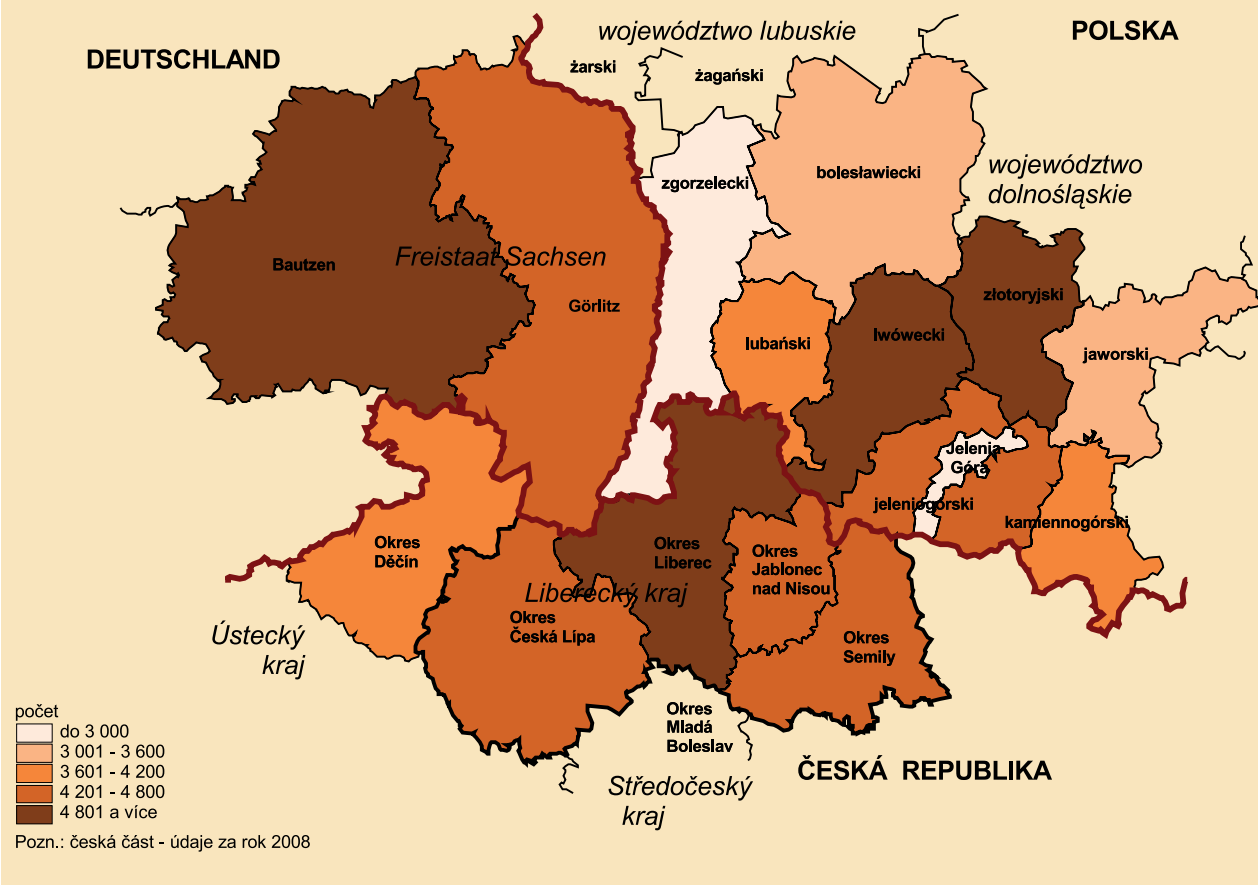 DEUTSCHLAND
województwo lubuskie
POLSKA
żarski
żagański
zgorzelecki
bolesławiecki
województwo
dolnośląskie
Bautzen
Freistaat Sachsen
Görlitz
złotoryjski
lubański
lwówecki
jaworski
Jelenia
Góra
jeleniogórski
kamiennogórski
Okres
Děčín
Okres
Liberec
Okres
Jablonec
nad Nisou
Liberecký kraj
Okres
Česká Lípa
Ústecký
kraj
Okres
Semily
Okres
Mladá
Boleslav
Středočeský
kraj
ČESKÁ REPUBLIKA
počet
do 3 000
3 001 - 3 600
3 601 - 4 200
4 201 - 4 800
4 801 a více
Pozn.: česká část - údaje za rok 2008